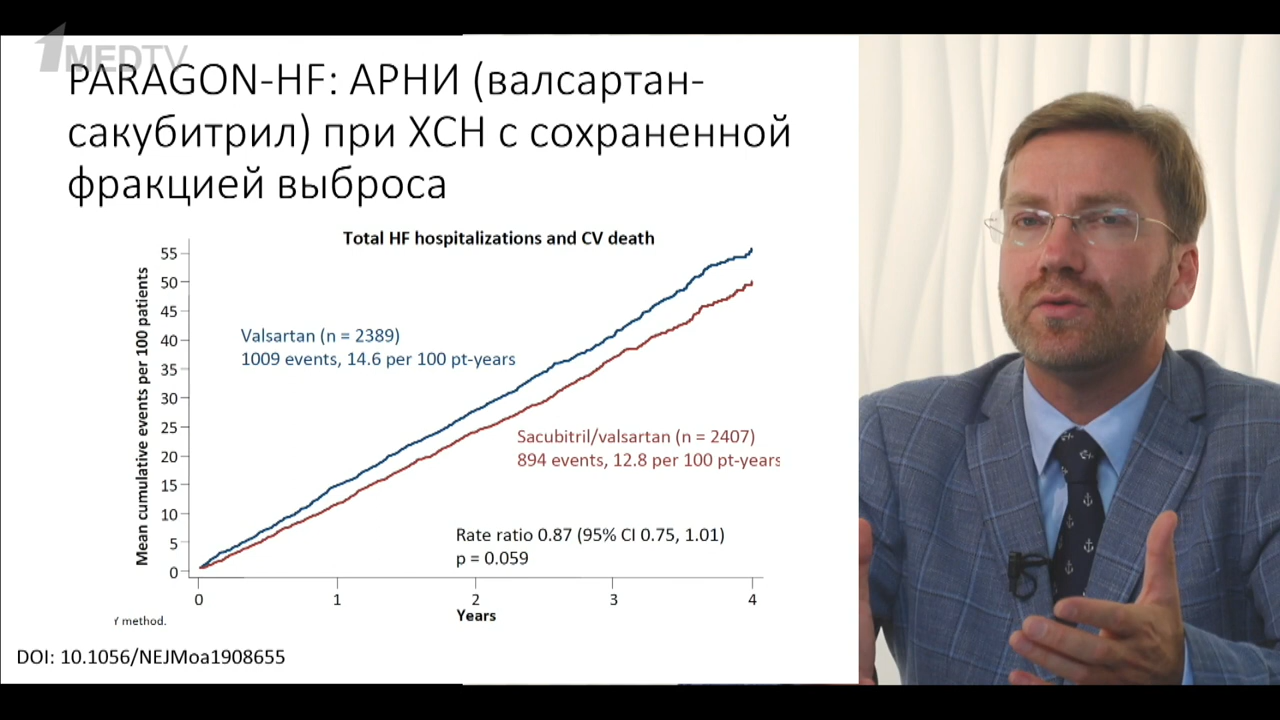 1MEDTV
PARAGON-HF: АРНИ (валсартан-
сакубитрил) при ХСН с сохраненной
фракцией выброса
Total HF hospitalizations and CV death
Mean cumulative events per 100 patients
55
50
45
40
35
30
25
20
15
10
5
0
Valsartan (n = 2389)
1009 events, 14.6 per 100 pt-years
Sacubitril/valsartan (n = 2407)
894 events, 12.8 per 100 pt-years
Rate ratio 0.87 (95% CI 0.75, 1.01)
p = 0.059
0 1 2 3 4
Years
method.
DOI: 10.1056/NEJMoa1908655